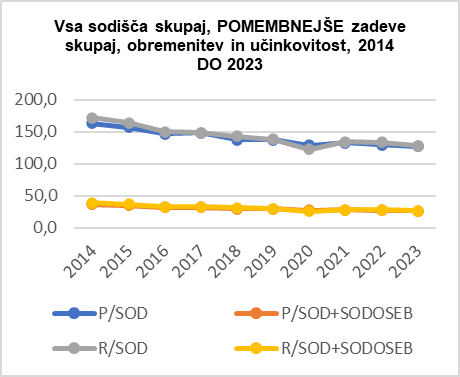 Vsa sodišča skupaj, POMEMBNEJŠE zadeve
skupaj, obremenitev in učinkovitost, 2014
DO 2023
200,0
150,0
100,0
50,0
0,0
2014 2015 2016 2017 2018 2019 2020 2021 2022 2023
P/SOD P/SOD+SODOSEB
R/SOD R/SOD+SODOSEB